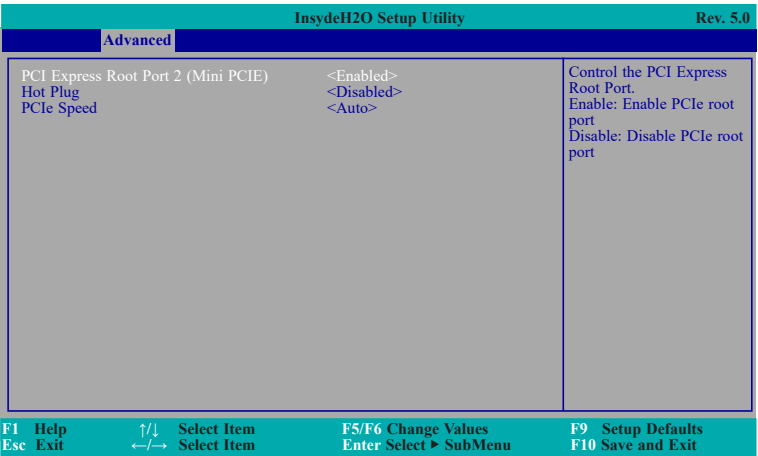 InsydeH2O Setup Utility Rev. 5.0
Advanced
PCI Express Root Port 2 (Mini PCIE) <Enabled>
Hot Plug <Disabled>
PCIe Speed <Auto>
Control the PCI Express
Root Port.
Enable: Enable PCIe root
port
Disable: Disable PCIe root
port
F1 Help ↑/↓ Select Item F5/F6 Change Values F9 Setup Defaults
Esc Exit ←/→ Select Item Enter Select ▶ SubMenu F10 Save and Exit